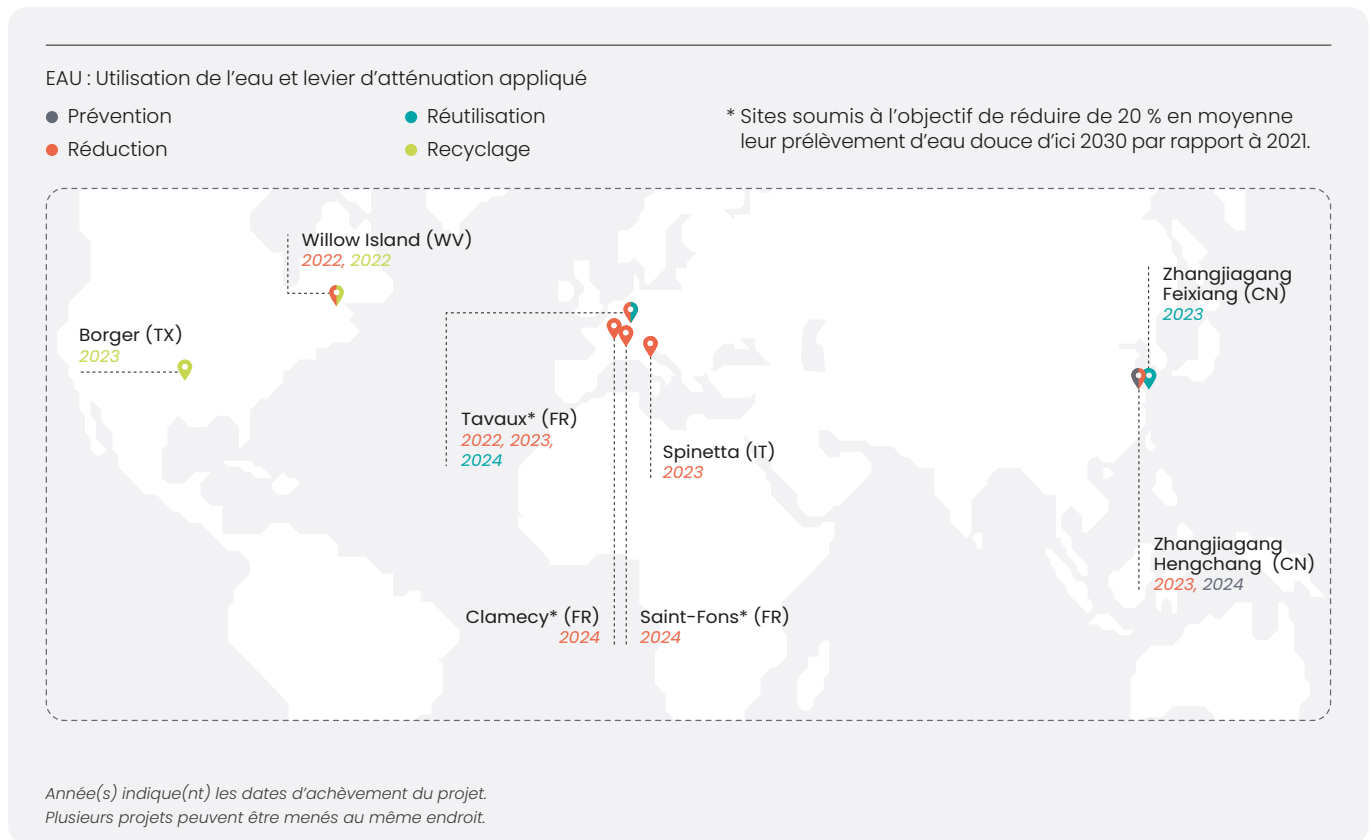 EAU : Utilisation de l’eau et levier d’atténuation appliqué
Prévention
Réduction
Réutilisation
Recyclage
* Sites soumis à l’objectif de réduire de 20 % en moyenne
leur prélèvement d’eau douce d’ici 2030 par rapport à 2021.
Willow Island (WV)
2022, 2022
Borger (TX)
2023
Tavaux* (FR)
2022, 2023,
2024
Spinetta (IT)
2023
Clamecy* (FR)
2024
Saint-Fons* (FR)
2024
Zhangjiagang
Feixiang (CN)
2023
Zhangjiagang
Hengchang (CN)
2023, 2024
Année(s) indique(nt) les dates d’achèvement du projet.
Plusieurs projets peuvent être menés au même endroit.